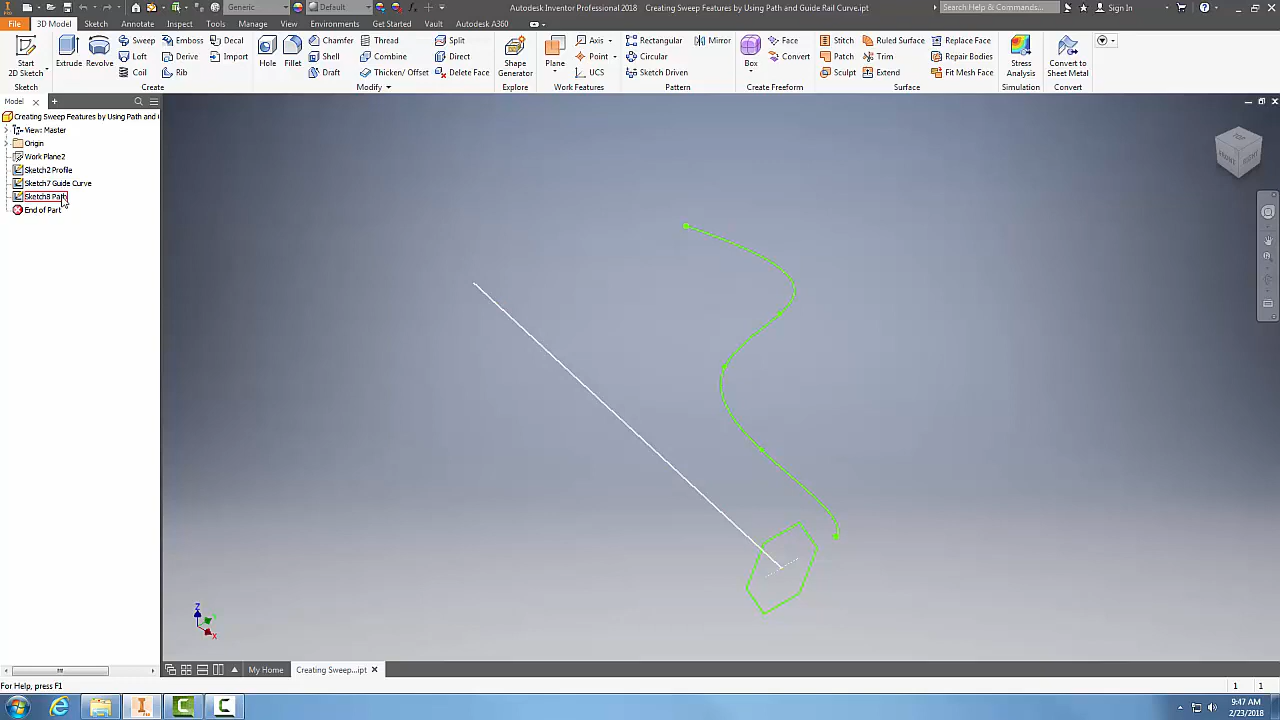 Generic
Default
Autodesk Inventor Professional 2018 Creating Sweep Features by Using Path and Guide Rail Curve.ipt
Search Help & Commands...
Sign In
File 3D Model Sketch Annotate Inspect Tools Manage View Environments Get Started Vault Autodesk A360
Start 2D Sketch
Extrude
Revolve
Sweep
Loft
Coil
Emboss
Derive
Rib
Decal
Import
Hole
Fillet
Chamfer
Shell
Draft
Thread
Combine
Thicken/ Offset
Split
Direct
Delete Face
Shape Generator
Plane
Axis
Point
UCS
Rectangular
Circular
Sketch Driven
Mirror
Box
Face
Convert
Stitch
Patch
Sculpt
Ruled Surface
Trim
Extend
Replace Face
Repair Bodies
Fit Mesh Face
Stress Analysis
Convert to Sheet Metal
Sketch Create Modify Explore Work Features Pattern Create Freeform Surface Simulation Convert
Model
Creating Sweep Features by Using Path and
View: Master
Origin
Work Plane2
Sketch2 Profile
Sketch7 Guide Curve
Sketch8 Path
End of Part
TOP
FRONT
RIGHT
Z
X
My Home
Creating Sweep...ipt
For Help, press F1
1 1
9:47 AM
2/23/2018